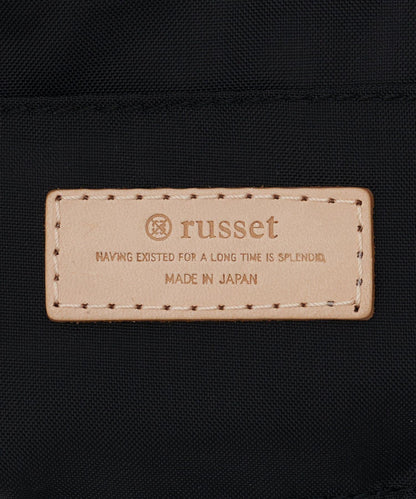 russet
HAVING EXISTED FOR A LONG TIME IS SPLENDID,
MADE IN JAPAN